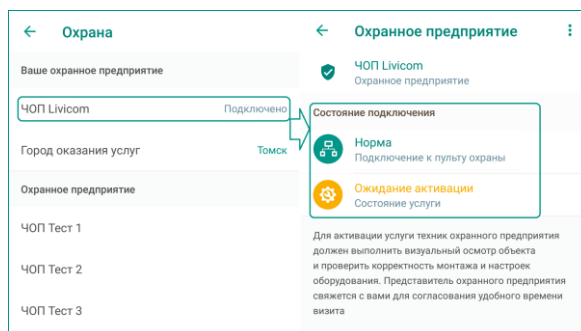 Охрана
Ваше охранное предприятие
ЧОП Livicom Подключено
Город оказания услуг Томск
Охранное предприятие
ЧОП Тест 1
ЧОП Тест 2
ЧОП Тест 3
Охранное предприятие
ЧОП Livicom
Охранное предприятие
Состояние подключения
Норма
Подключение к пульту охраны
Ожидание активации
Состояние услуги
Для активации услуги техник охранного предприятия
должен выполнить визуальный осмотр объекта
и проверить корректность монтажа и настроек
оборудования. Представитель охранного предприятия
свяжется с вами для согласования удобного времени
визита